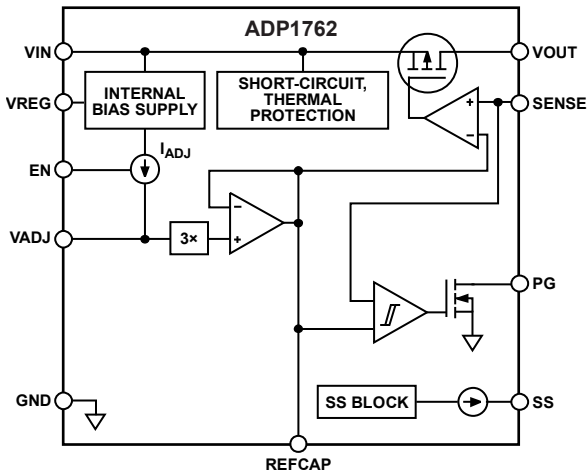 ADP1762
VIN
VOUT
VREG
INTERNAL
BIAS SUPPLY
SHORT-CIRCUIT,
THERMAL
PROTECTION
+
−
SENSE
EN
IADJ
VADJ
3×
−
+
PG
GND
SS BLOCK
SS
REFCAP